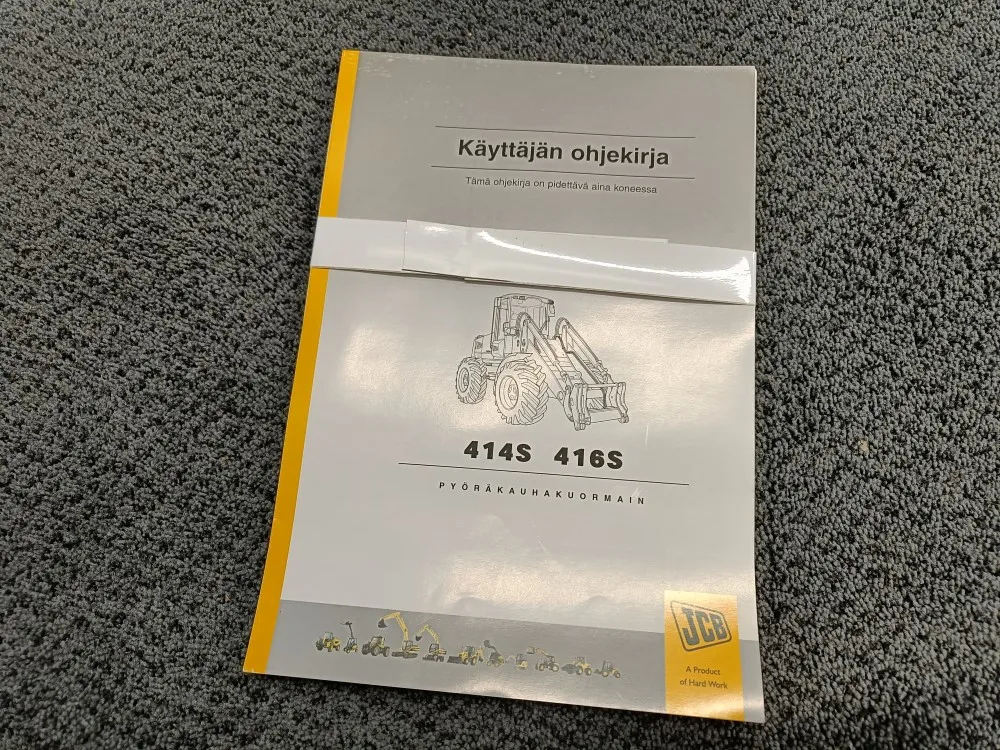 Käyttäjän ohjekirja
Tämä ohjekirja on pidettävä aina koneessa
414S 416S
PYÖRÄKAUHAKUORMAIN
JCB
A Product
of Hard Work